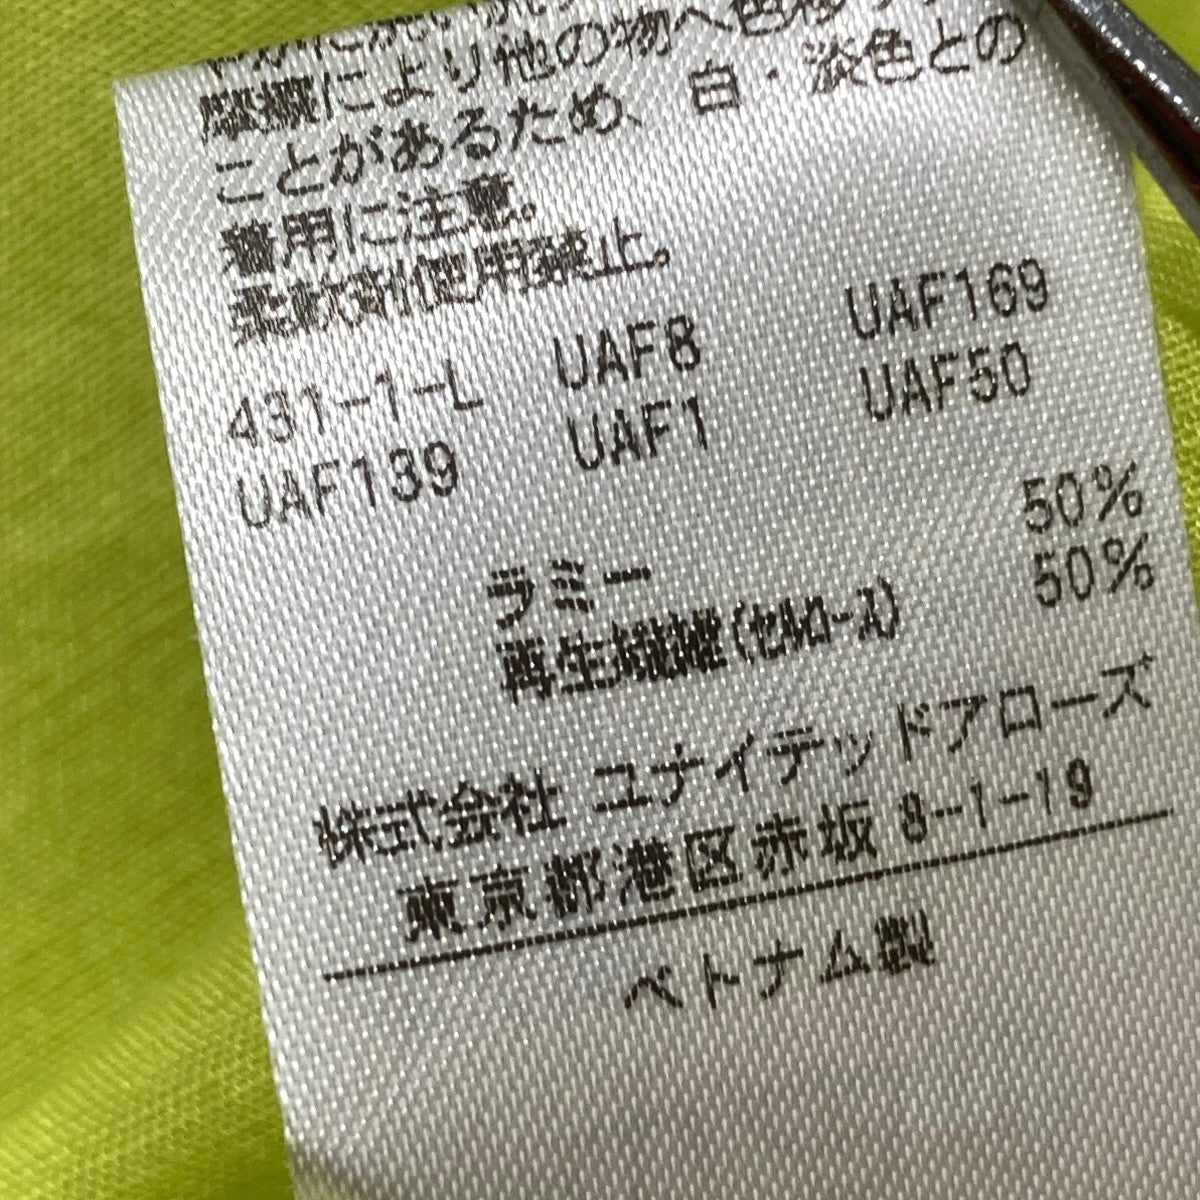 摩擦により他の物へ色移りする
ことがあるため、白・淡色との
着用に注意。
柔軟剤使用禁止。
431-1-L UAF8 UAF169
UAF139 UAF1 UAF50
ラミー 50%
再生繊維(セルロース) 50%
株式会社 ユナイテッドアローズ
東京都港区赤坂 8-1-19
ベトナム製